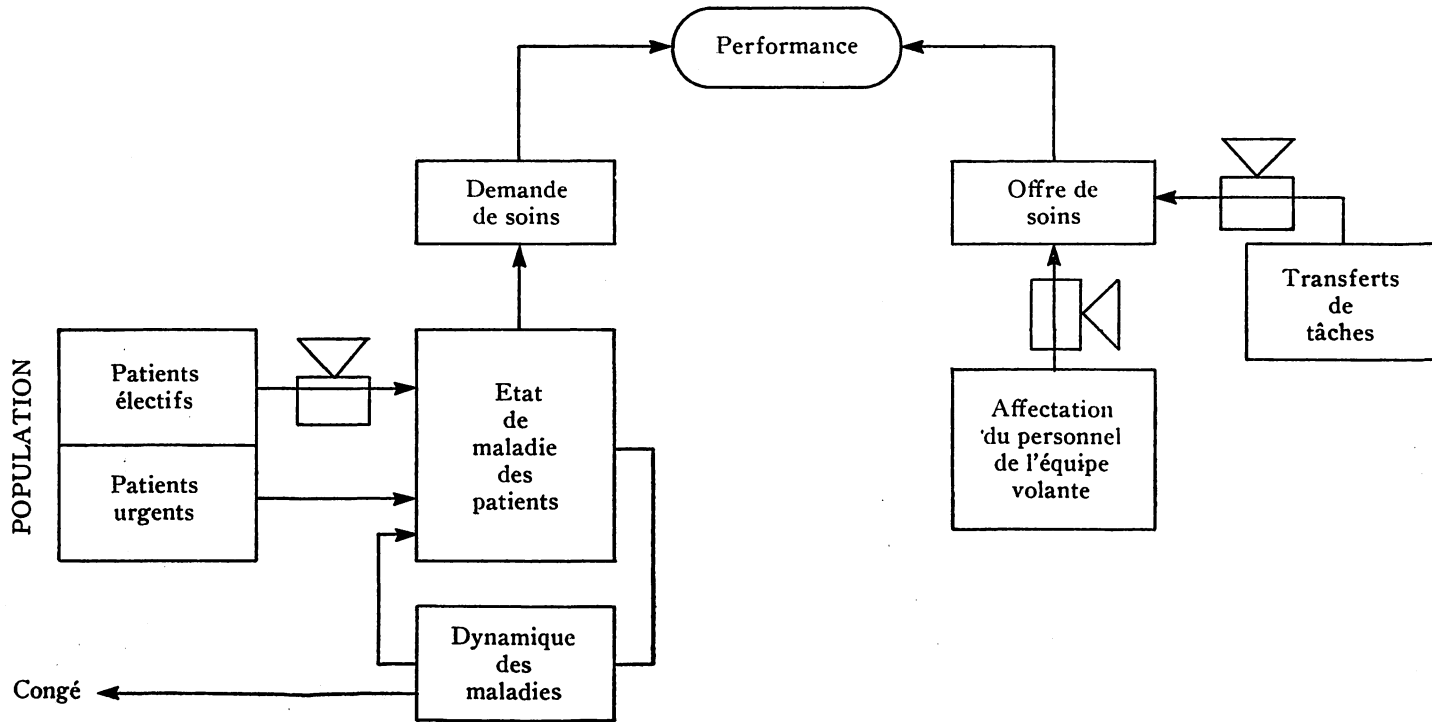 Performance
Demande
de soins
Offre de
soins
Transferts
de
tâches
POPULATION
Patients
électifs
Patients
urgents
Etat
de
maladie
des
patients
Affectation
du personnel
de l'équipe
volante
Dynamique
des
maladies
Congé